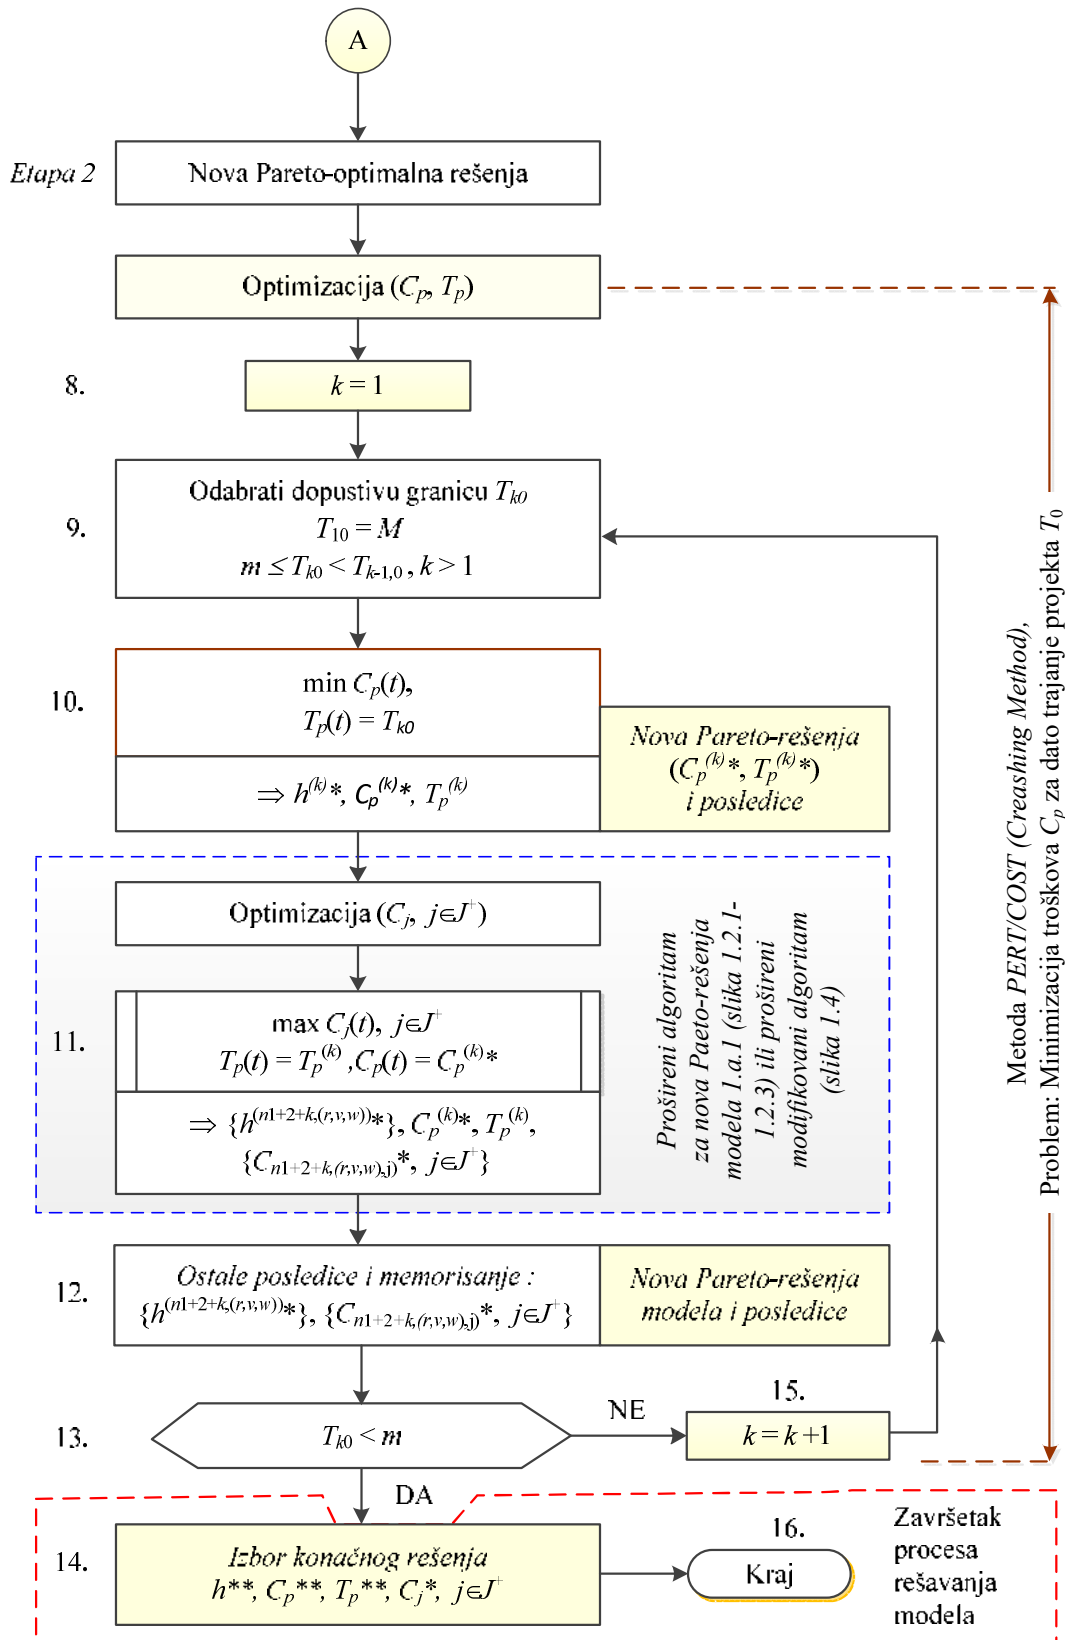 A
Etapa 2
Nova Pareto-optimalna rešenja
Optimizacija (Cp, Tp)
8.
k = 1
9.
Odabrati dopustivu granicu Tk0
T10 = M
m ≤ Tk0 < Tk-1,0 , k > 1
10.
min Cp(t),
Tp(t) = Tk0
⇒ h(k)*, Cp(k)*, Tp(k)
Nova Pareto-rešenja
(Cp(k)*, Tp(k)*)
i posledice
Optimizacija (Cj, j∈J+)
11.
max Cj(t), j∈J+
Tp(t) = Tp(k) ,Cp(t) = Cp(k)*
⇒ {h(n1+2+k,(r,v,w))*}, Cp(k)*, Tp(k),
{Cn1+2+k,(r,v,w),j)*, j∈J+}
Prošireni algoritam
za nova Paeto-rešenja
modela 1.a.1 (slika 1.2.1-
1.2.3) ili prošireni
modifikovani algoritam
(slika 1.4)
12.
Ostale posledice i memorisanje :
{h(n1+2+k,(r,v,w))*}, {Cn1+2+k,(r,v,w),j)*, j∈J+}
Nova Pareto-rešenja
modela i posledice
13.
Tk0 < m
NE
15.
k = k +1
DA
14.
Izbor konačnog rešenja
h**, Cp**, Tp**, Cj*, j∈J+
16.
Kraj
Završetak
procesa
rešavanja
modela
Metoda PERT/COST (Creashing Method),
Problem: Minimizacija troškova Cp za dato trajanje projekta T0